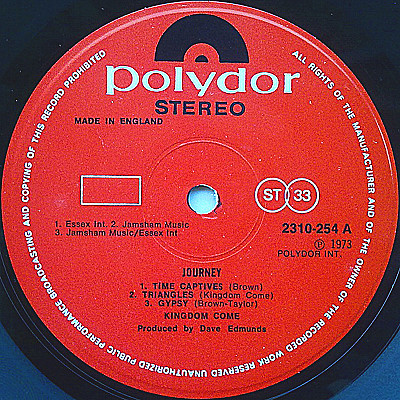 polydor
STEREO
MADE IN ENGLAND
ALL RIGHTS OF THE MANUFACTURER AND OF THE OWNER OF THE RECORDED WORK RESERVED UNAUTHORIZED PUBLIC PERFORMANCE BROADCASTING AND COPYING OF THIS RECORD PROHIBITED
ST 33
1. Essex Int. 2. Jamsham Music
3. Jamsham Music/Essex Int
2310-254 A
℗ 1973
POLYDOR INT.
JOURNEY
1. TIME CAPTIVES (Brown)
2. TRIANGLES (Kingdom Come)
3. GYPSY (Brown-Taylor)
KINGDOM COME
Produced by Dave Edmunds